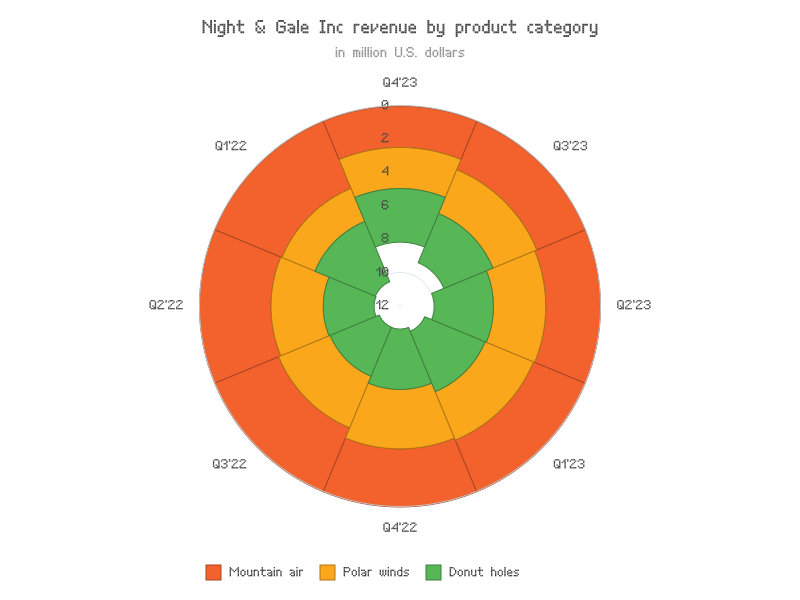 Night & Gale Inc revenue by product category
in million U.S. dollars
Q4'23
0
Q1'22
Q3'23
2
4
6
8
10
12
Q2'22
Q2'23
Q3'22
Q1'23
Q4'22
Mountain air
Polar winds
Donut holes